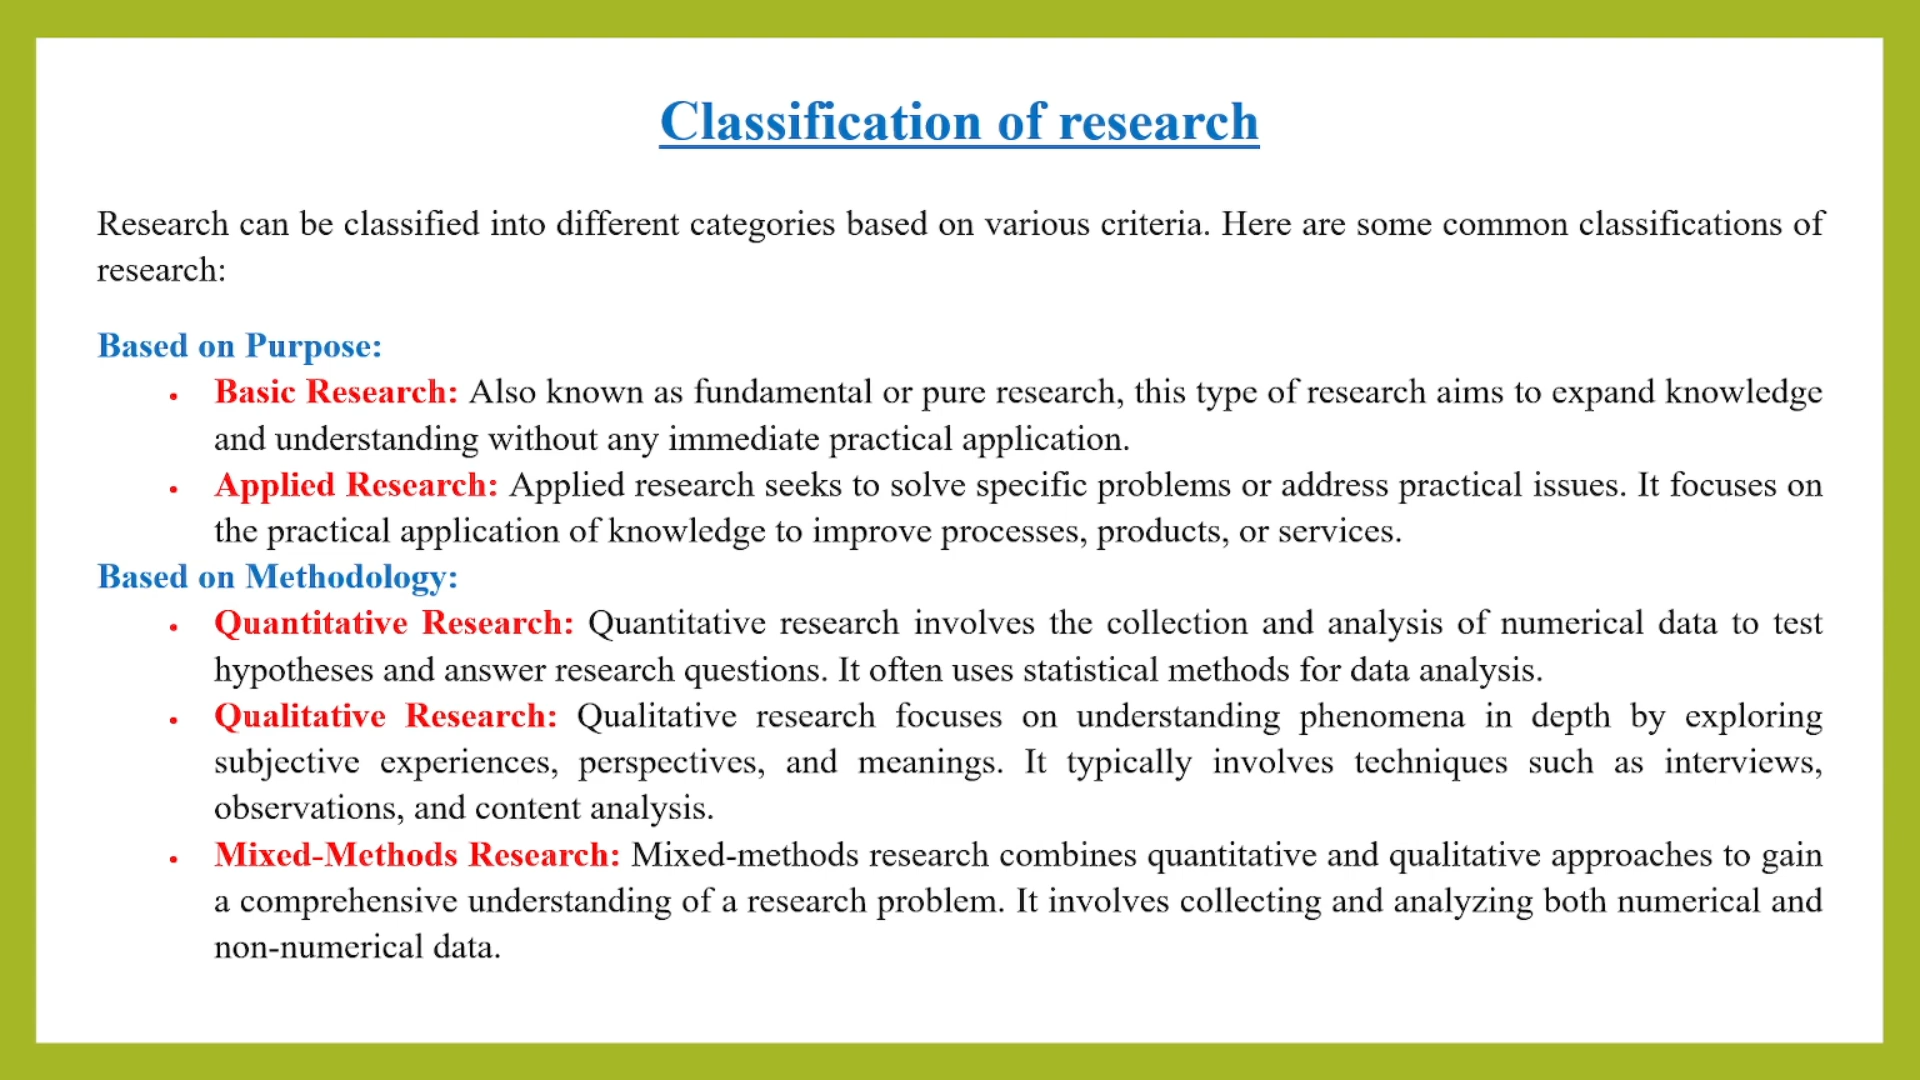 Classification of research
Research can be classified into different categories based on various criteria. Here are some common classifications of
research:
Based on Purpose:
• Basic Research: Also known as fundamental or pure research, this type of research aims to expand knowledge
and understanding without any immediate practical application.
• Applied Research: Applied research seeks to solve specific problems or address practical issues. It focuses on
the practical application of knowledge to improve processes, products, or services.
Based on Methodology:
• Quantitative Research: Quantitative research involves the collection and analysis of numerical data to test
hypotheses and answer research questions. It often uses statistical methods for data analysis.
• Qualitative Research: Qualitative research focuses on understanding phenomena in depth by exploring
subjective experiences, perspectives, and meanings. It typically involves techniques such as interviews,
observations, and content analysis.
• Mixed-Methods Research: Mixed-methods research combines quantitative and qualitative approaches to gain
a comprehensive understanding of a research problem. It involves collecting and analyzing both numerical and
non-numerical data.